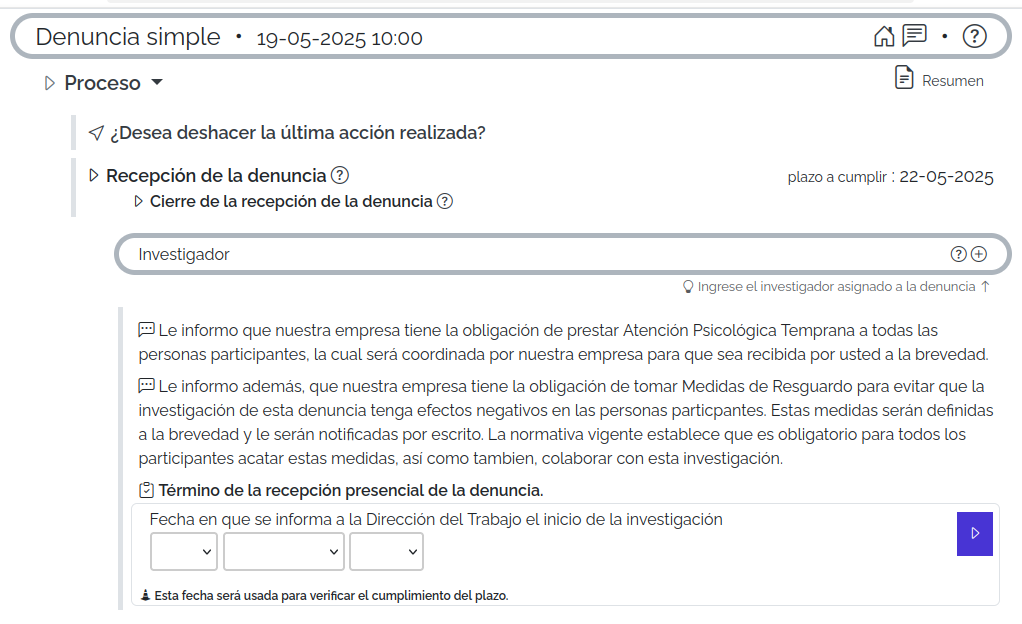 Denuncia simple • 19-05-2025 10:00
Proceso
Resumen
¿Desea deshacer la última acción realizada?
Recepción de la denuncia
plazo a cumplir : 22-05-2025
Cierre de la recepción de la denuncia
Investigador
Ingrese el investigador asignado a la denuncia ↑
Le informo que nuestra empresa tiene la obligación de prestar Atención Psicológica Temprana a todas las
personas participantes, la cual será coordinada por nuestra empresa para que sea recibida por usted a la brevedad.
Le informo además, que nuestra empresa tiene la obligación de tomar Medidas de Resguardo para evitar que la
investigación de esta denuncia tenga efectos negativos en las personas particpantes. Estas medidas serán definidas
a la brevedad y le serán notificadas por escrito. La normativa vigente establece que es obligatorio para todos los
participantes acatar estas medidas, así como tambien, colaborar con esta investigación.
Término de la recepción presencial de la denuncia.
Fecha en que se informa a la Dirección del Trabajo el inicio de la investigación
Esta fecha será usada para verificar el cumplimiento del plazo.